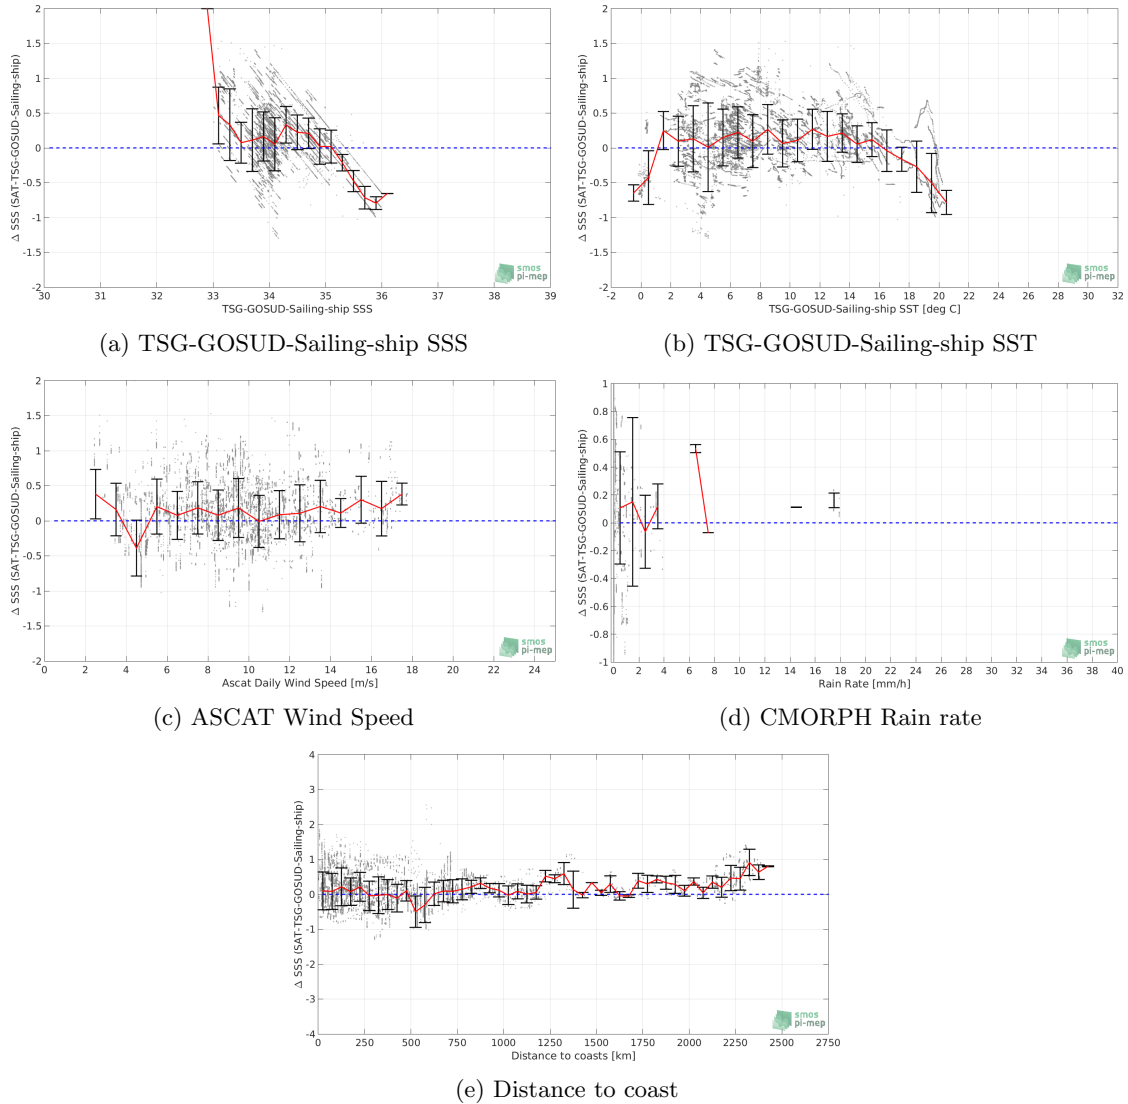 2
1.5
1
0.5
0
-0.5
-1
-1.5
-2
Δ SSS (SAT-TSG-GOSUD-Sailing-ship)
30 31 32 33 34 35 36 37 38 39
TSG-GOSUD-Sailing-ship SSS
smos
pi-mep
(a) TSG-GOSUD-Sailing-ship SSS
2
1.5
1
0.5
0
-0.5
-1
-1.5
-2
Δ SSS (SAT-TSG-GOSUD-Sailing-ship)
-2 0 2 4 6 8 10 12 14 16 18 20 22 24 26 28 30 32
TSG-GOSUD-Sailing-ship SST [deg C]
smos
pi-mep
(b) TSG-GOSUD-Sailing-ship SST
2
1.5
1
0.5
0
-0.5
-1
-1.5
-2
Δ SSS (SAT-TSG-GOSUD-Sailing-ship)
0 2 4 6 8 10 12 14 16 18 20 22 24
Ascat Daily Wind Speed [m/s]
smos
pi-mep
(c) ASCAT Wind Speed
1
0.8
0.6
0.4
0.2
0
-0.2
-0.4
-0.6
-0.8
-1
Δ SSS (SAT-TSG-GOSUD-Sailing-ship)
0 2 4 6 8 10 12 14 16 18 20 22 24 26 28 30 32 34 36 38 40
Rain Rate [mm/h]
smos
pi-mep
(d) CMORPH Rain rate
4
3
2
1
0
-1
-2
-3
-4
Δ SSS (SAT-TSG-GOSUD-Sailing-ship)
0 250 500 750 1000 1250 1500 1750 2000 2250 2500 2750
Distance to coasts [km]
smos
pi-mep
(e) Distance to coast